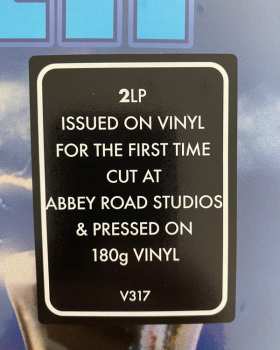 2LP
ISSUED ON VINYL
FOR THE FIRST TIME
CUT AT
ABBEY ROAD STUDIOS
& PRESSED ON
180g VINYL
V317